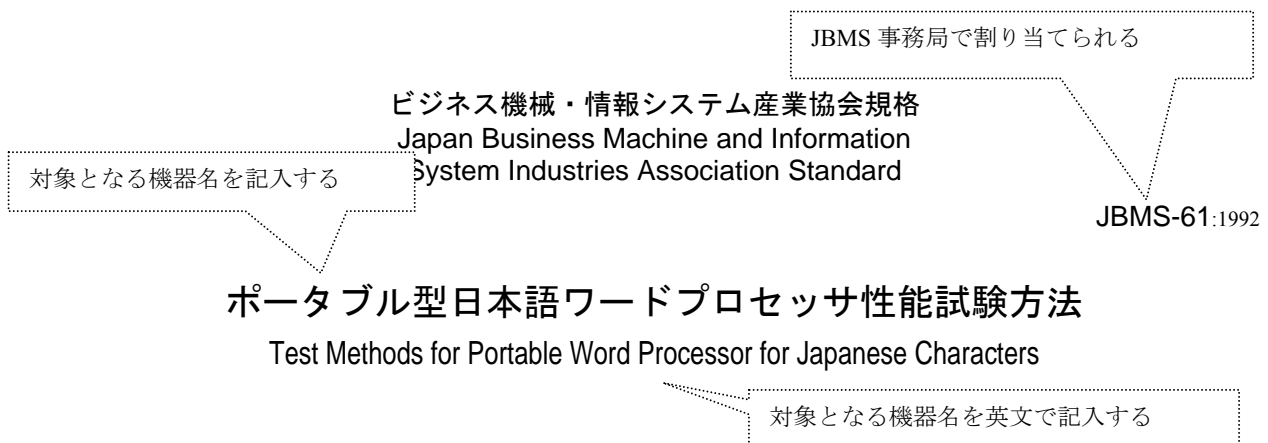 JBMS 事務局で割り当てられる
ビジネス機械・情報システム産業協会規格
Japan Business Machine and Information
System Industries Association Standard
対象となる機器名を記入する
JBMS-61:1992
ポータブル型日本語ワードプロセッサ性能試験方法
Test Methods for Portable Word Processor for Japanese Characters
対象となる機器名を英文で記入する